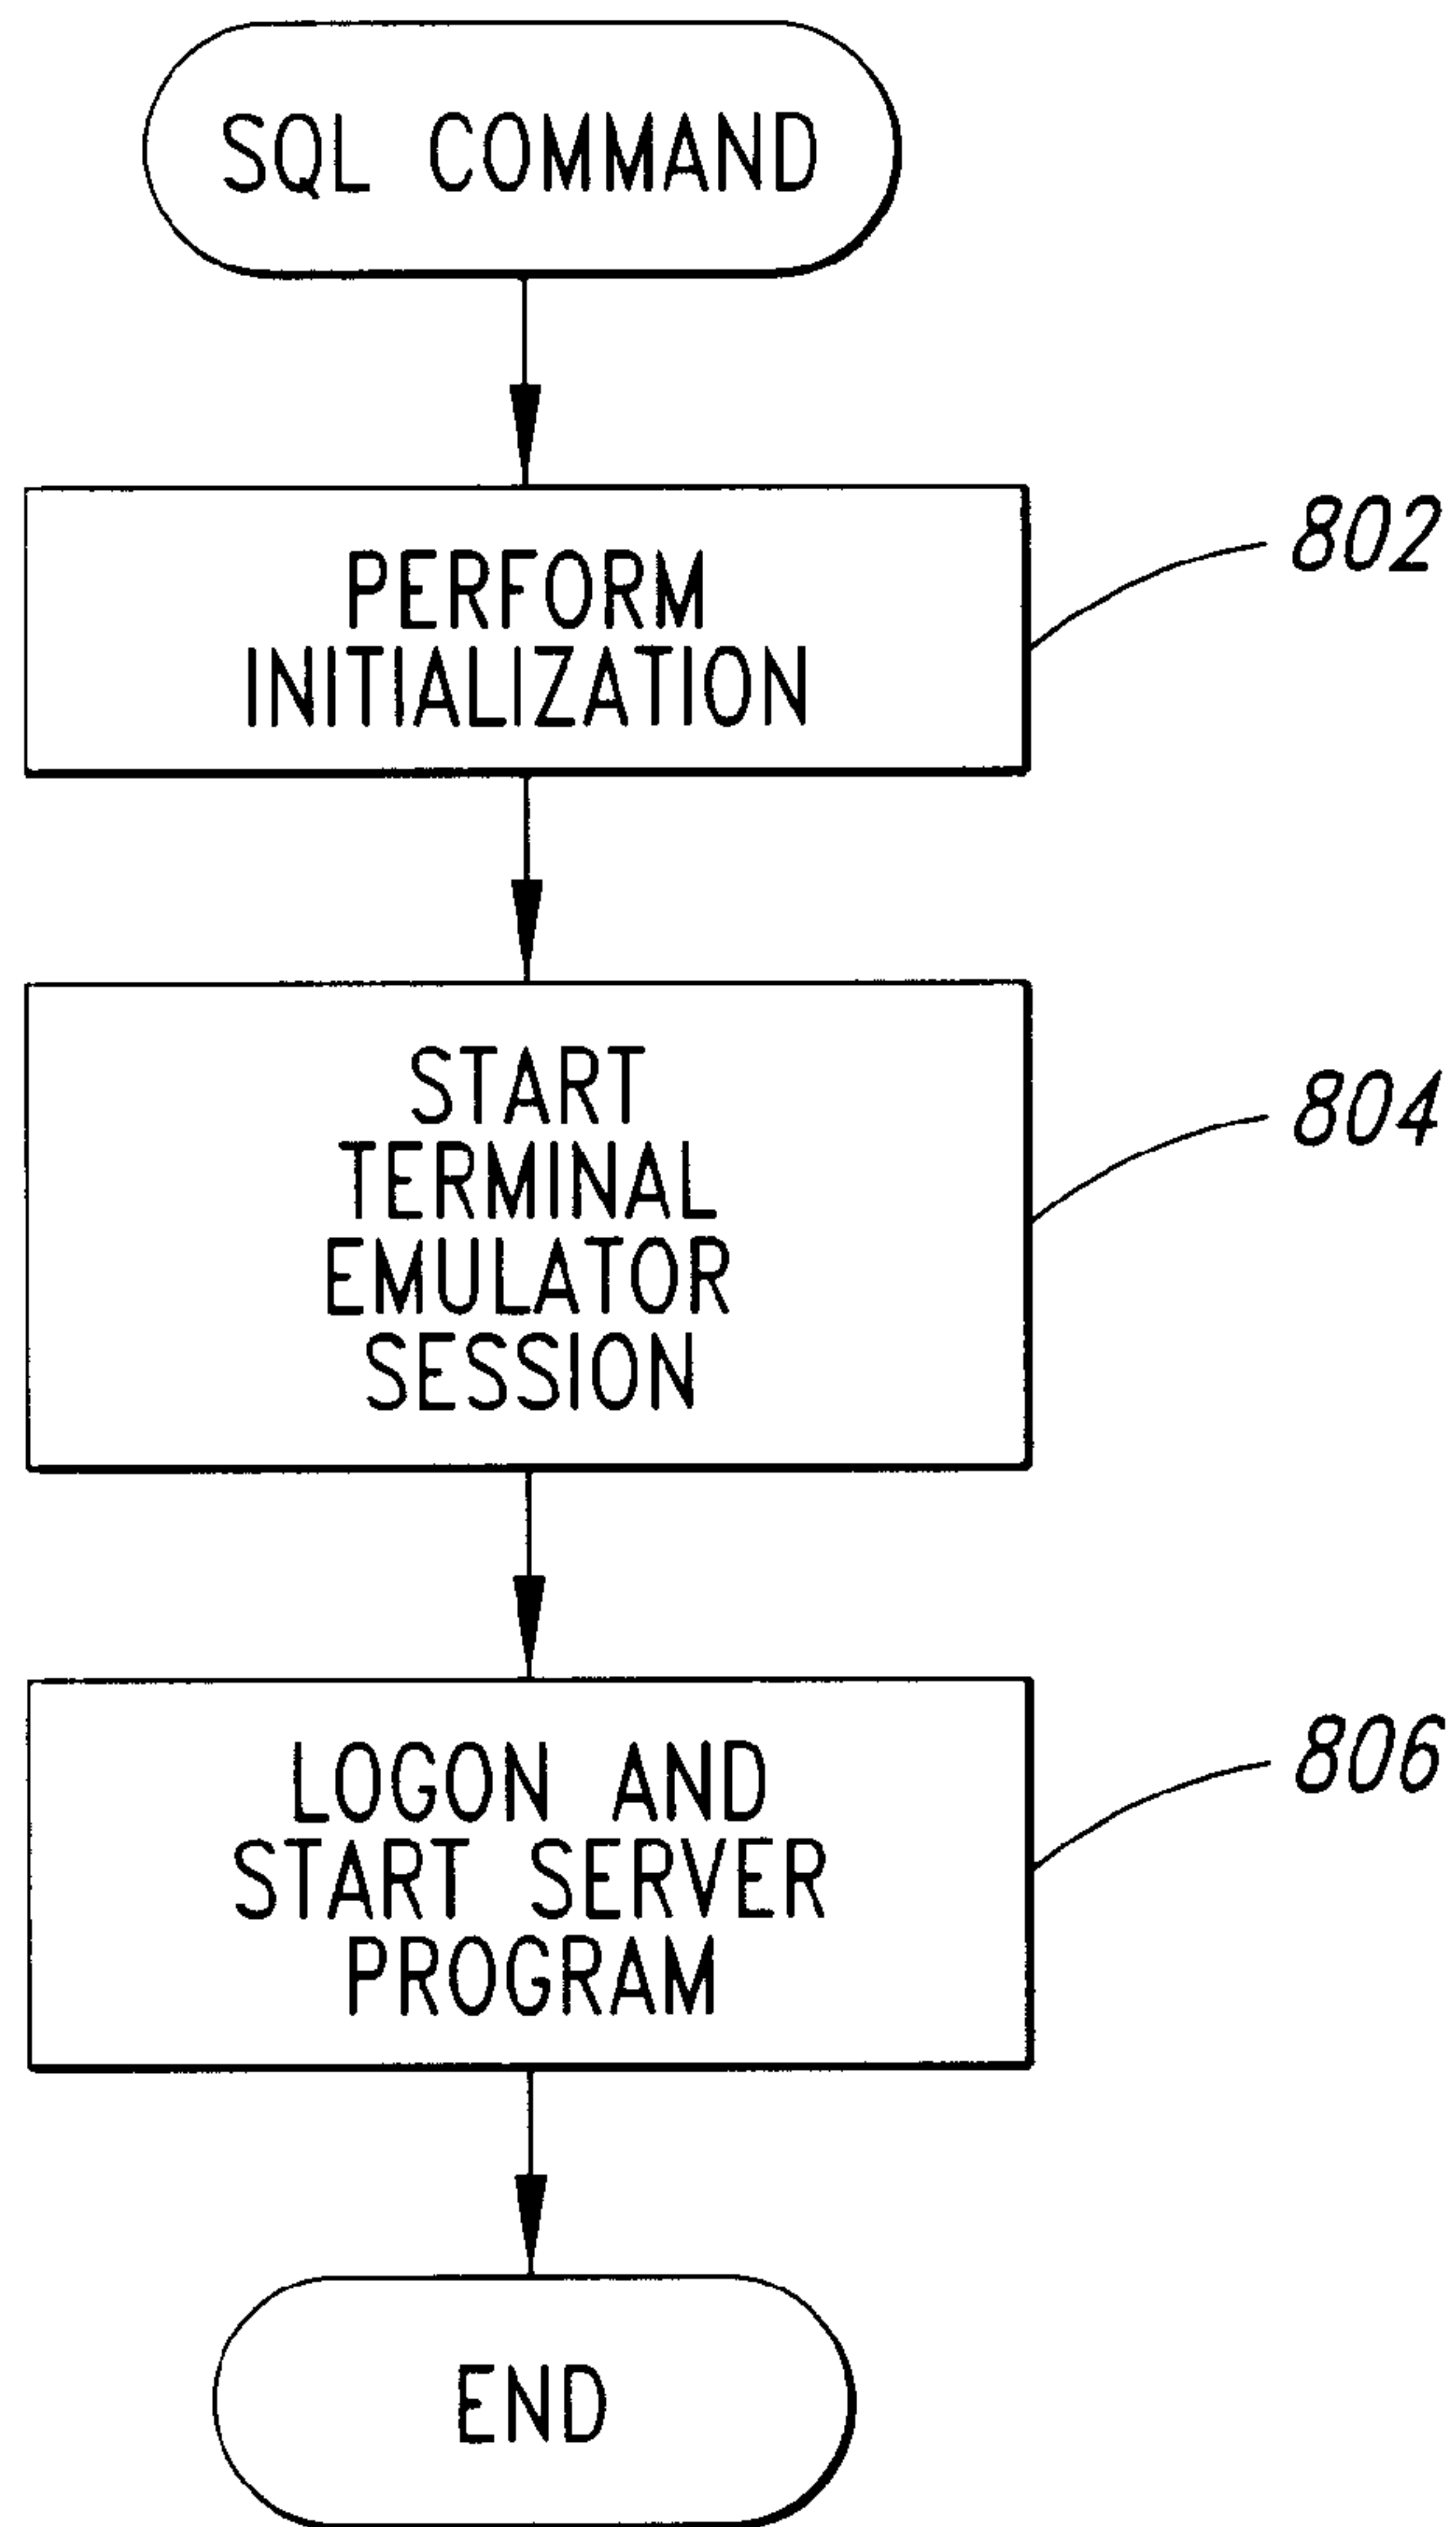 SQL COMMAND
PERFORM
INITIALIZATION
802
START
TERMINAL
EMULATOR
SESSION
804
LOGON AND
START SERVER
PROGRAM
806
END